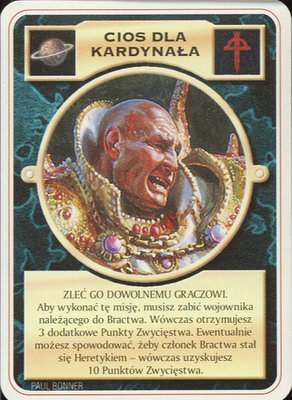 CIOS DLA
KARDYNAŁA
ZLEĆ GO DOWOLNEMU GRACZOWI.
Aby wykonać tę misję, musisz zabić wojownika
należącego do Bractwa. Wówczas otrzymujesz
3 dodatkowe Punkty Zwycięstwa. Ewentualnie
możesz spowodować, żeby członek Bractwa stał
się Heretykiem – wówczas uzyskujesz
10 Punktów Zwycięstwa.
PAUL BONNER